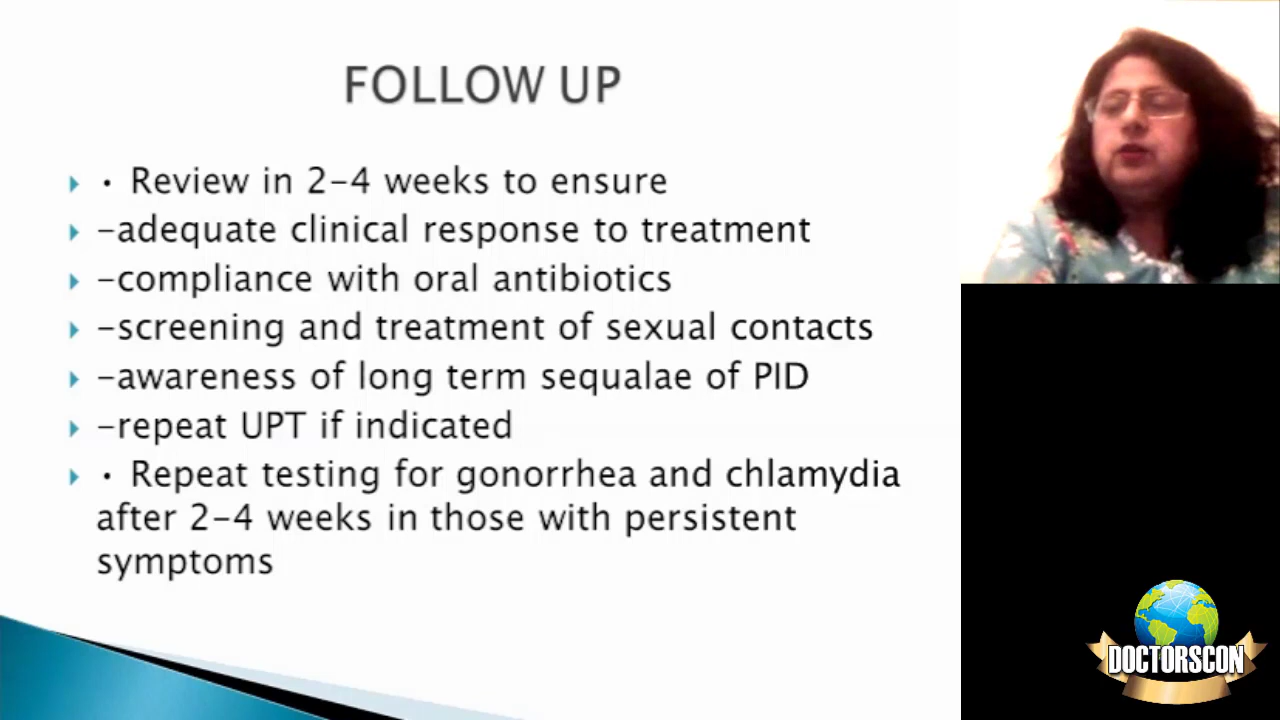 FOLLOW UP
• Review in 2-4 weeks to ensure
-adequate clinical response to treatment
-compliance with oral antibiotics
-screening and treatment of sexual contacts
-awareness of long term sequalae of PID
-repeat UPT if indicated
• Repeat testing for gonorrhea and chlamydia
after 2-4 weeks in those with persistent
symptoms
DOCTORSCON